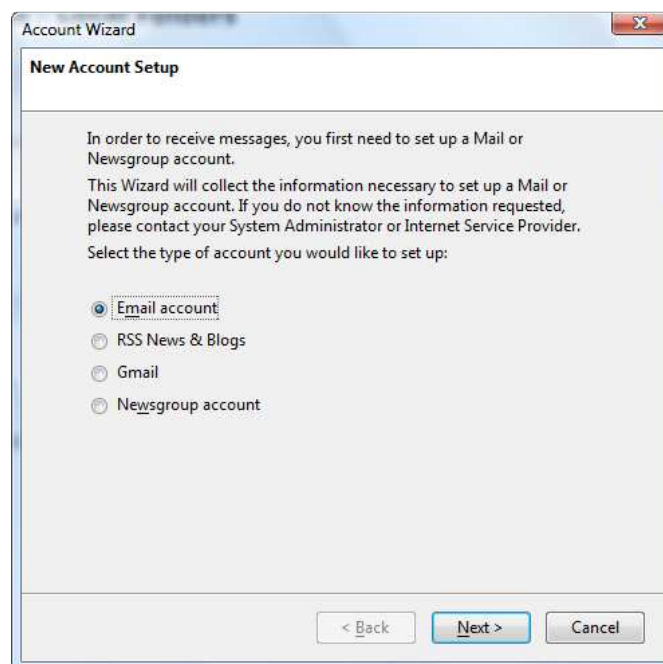 Account Wizard
New Account Setup
In order to receive messages, you first need to set up a Mail or
Newsgroup account.
This Wizard will collect the information necessary to set up a Mail or
Newsgroup account. If you do not know the information requested,
please contact your System Administrator or Internet Service Provider.
Select the type of account you would like to set up:
Email account
RSS News & Blogs
Gmail
Newsgroup account
< Back Next > Cancel